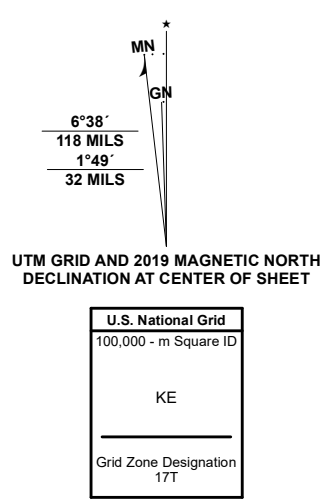 MN
GN
6°38´
118 MILS
1°49´
32 MILS
UTM GRID AND 2019 MAGNETIC NORTH
DECLINATION AT CENTER OF SHEET
U.S. National Grid
100,000 - m Square ID
KE
Grid Zone Designation
17T